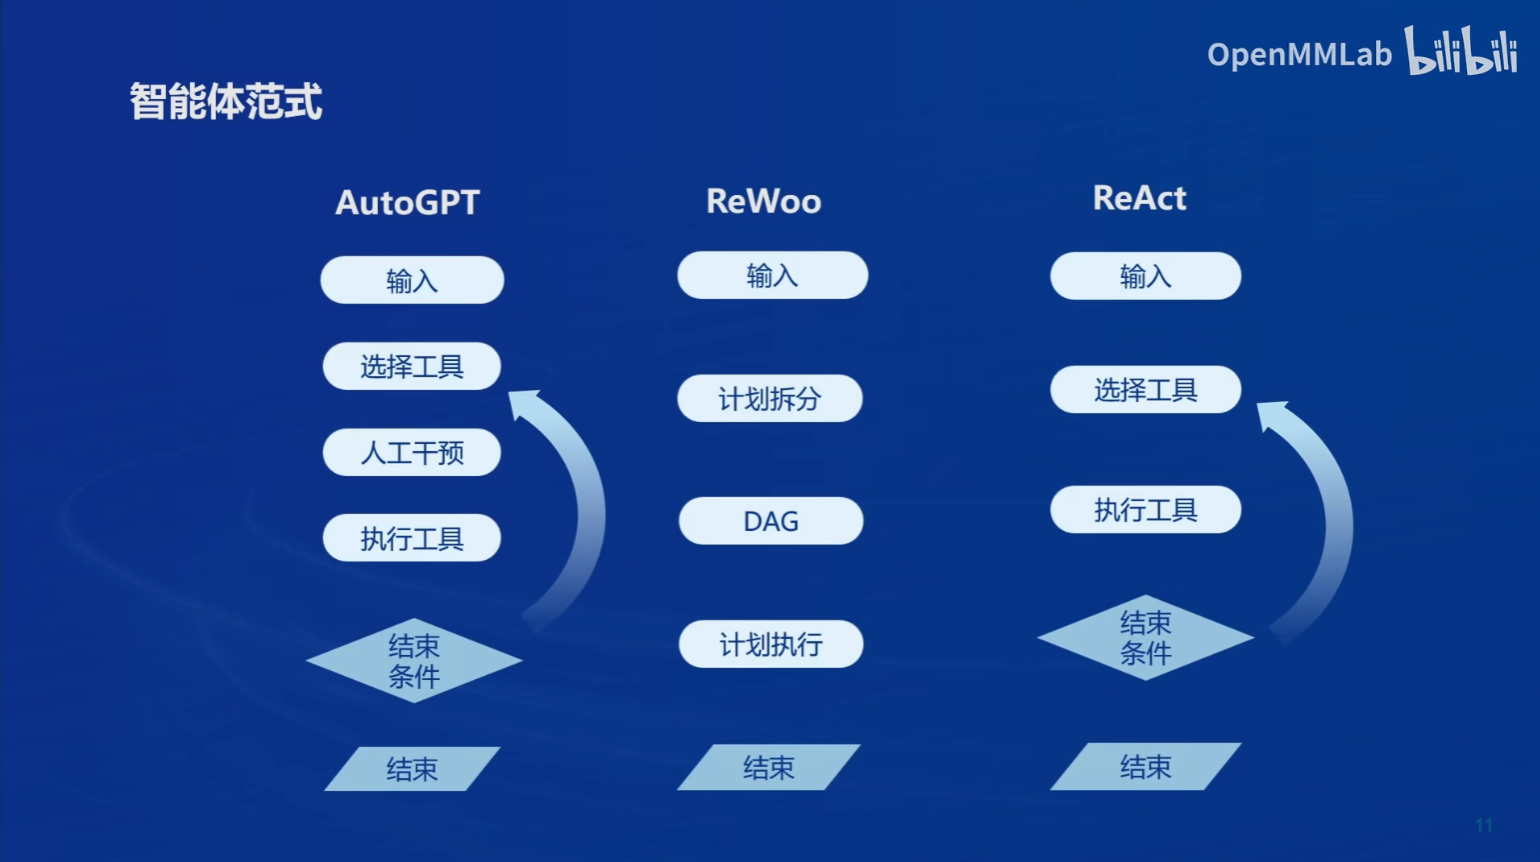 OpenMMLab bilibili
智能体范式
AutoGPT
输入
选择工具
人工干预
执行工具
结束
条件
结束
ReWoo
输入
计划拆分
DAG
计划执行
结束
ReAct
输入
选择工具
执行工具
结束
条件
结束
11